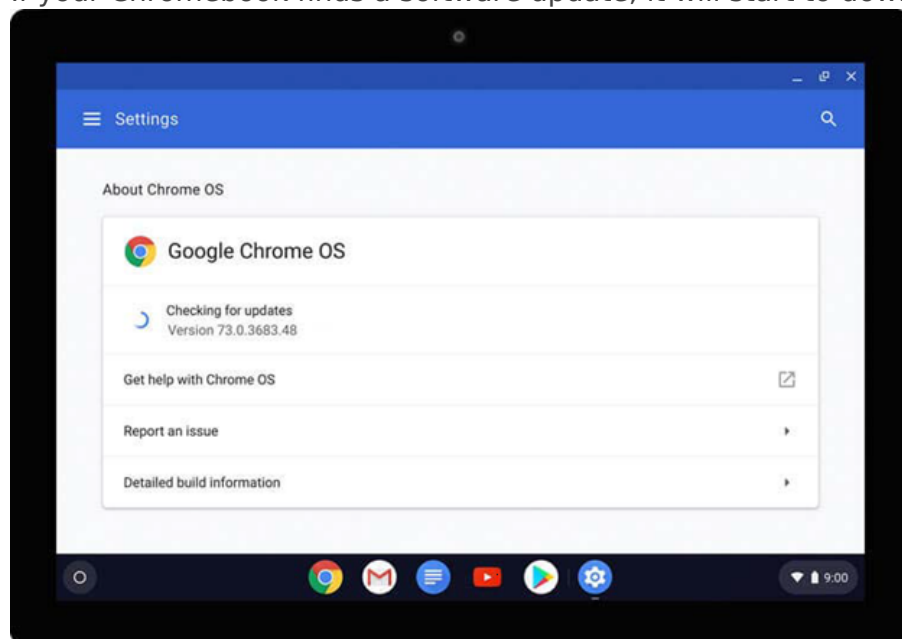 Settings
About Chrome OS
Google Chrome OS
Checking for updates
Version 73.0.3683.48
Get help with Chrome OS
Report an issue
Detailed build information
9:00